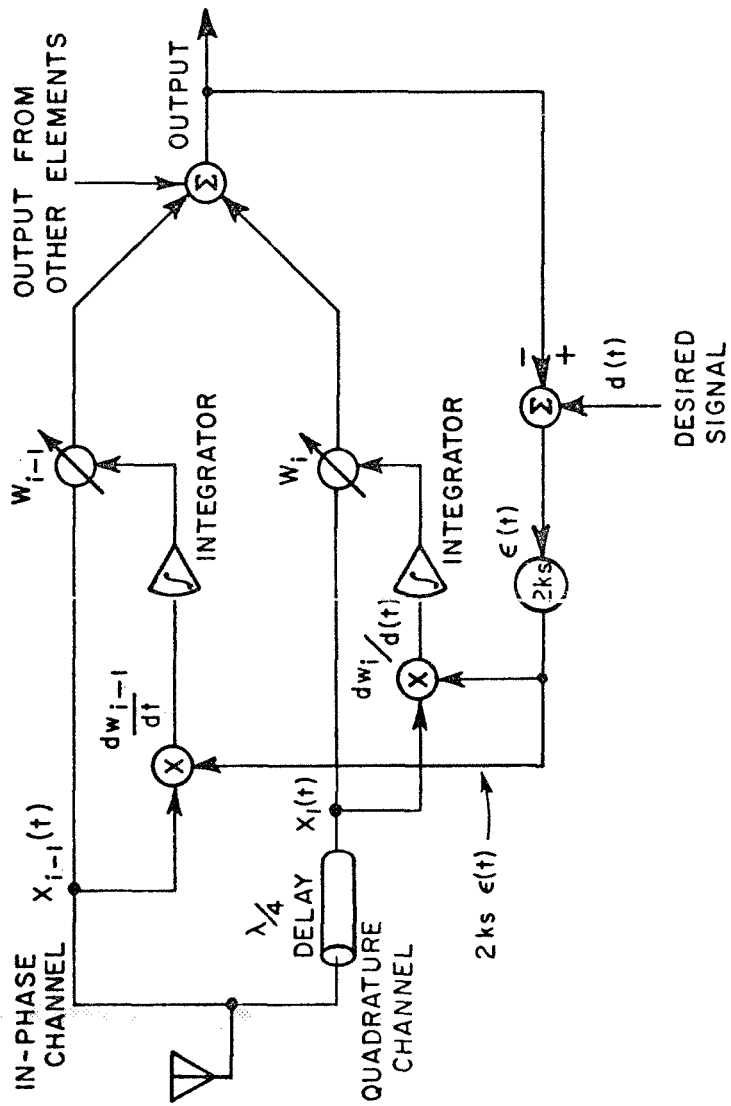 IN-PHASE
CHANNEL
X i-1 (t)
W i-1
OUTPUT FROM
OTHER ELEMENTS
dw i-1
dt
X
∫
INTEGRATOR
Σ
OUTPUT
λ/4
DELAY
QUADRATURE
CHANNEL
X i (t)
W i
dw i / d(t)
X
∫
INTEGRATOR
2ks ϵ(t)
2ks
ϵ(t)
Σ
−
+
d(t)
DESIRED
SIGNAL